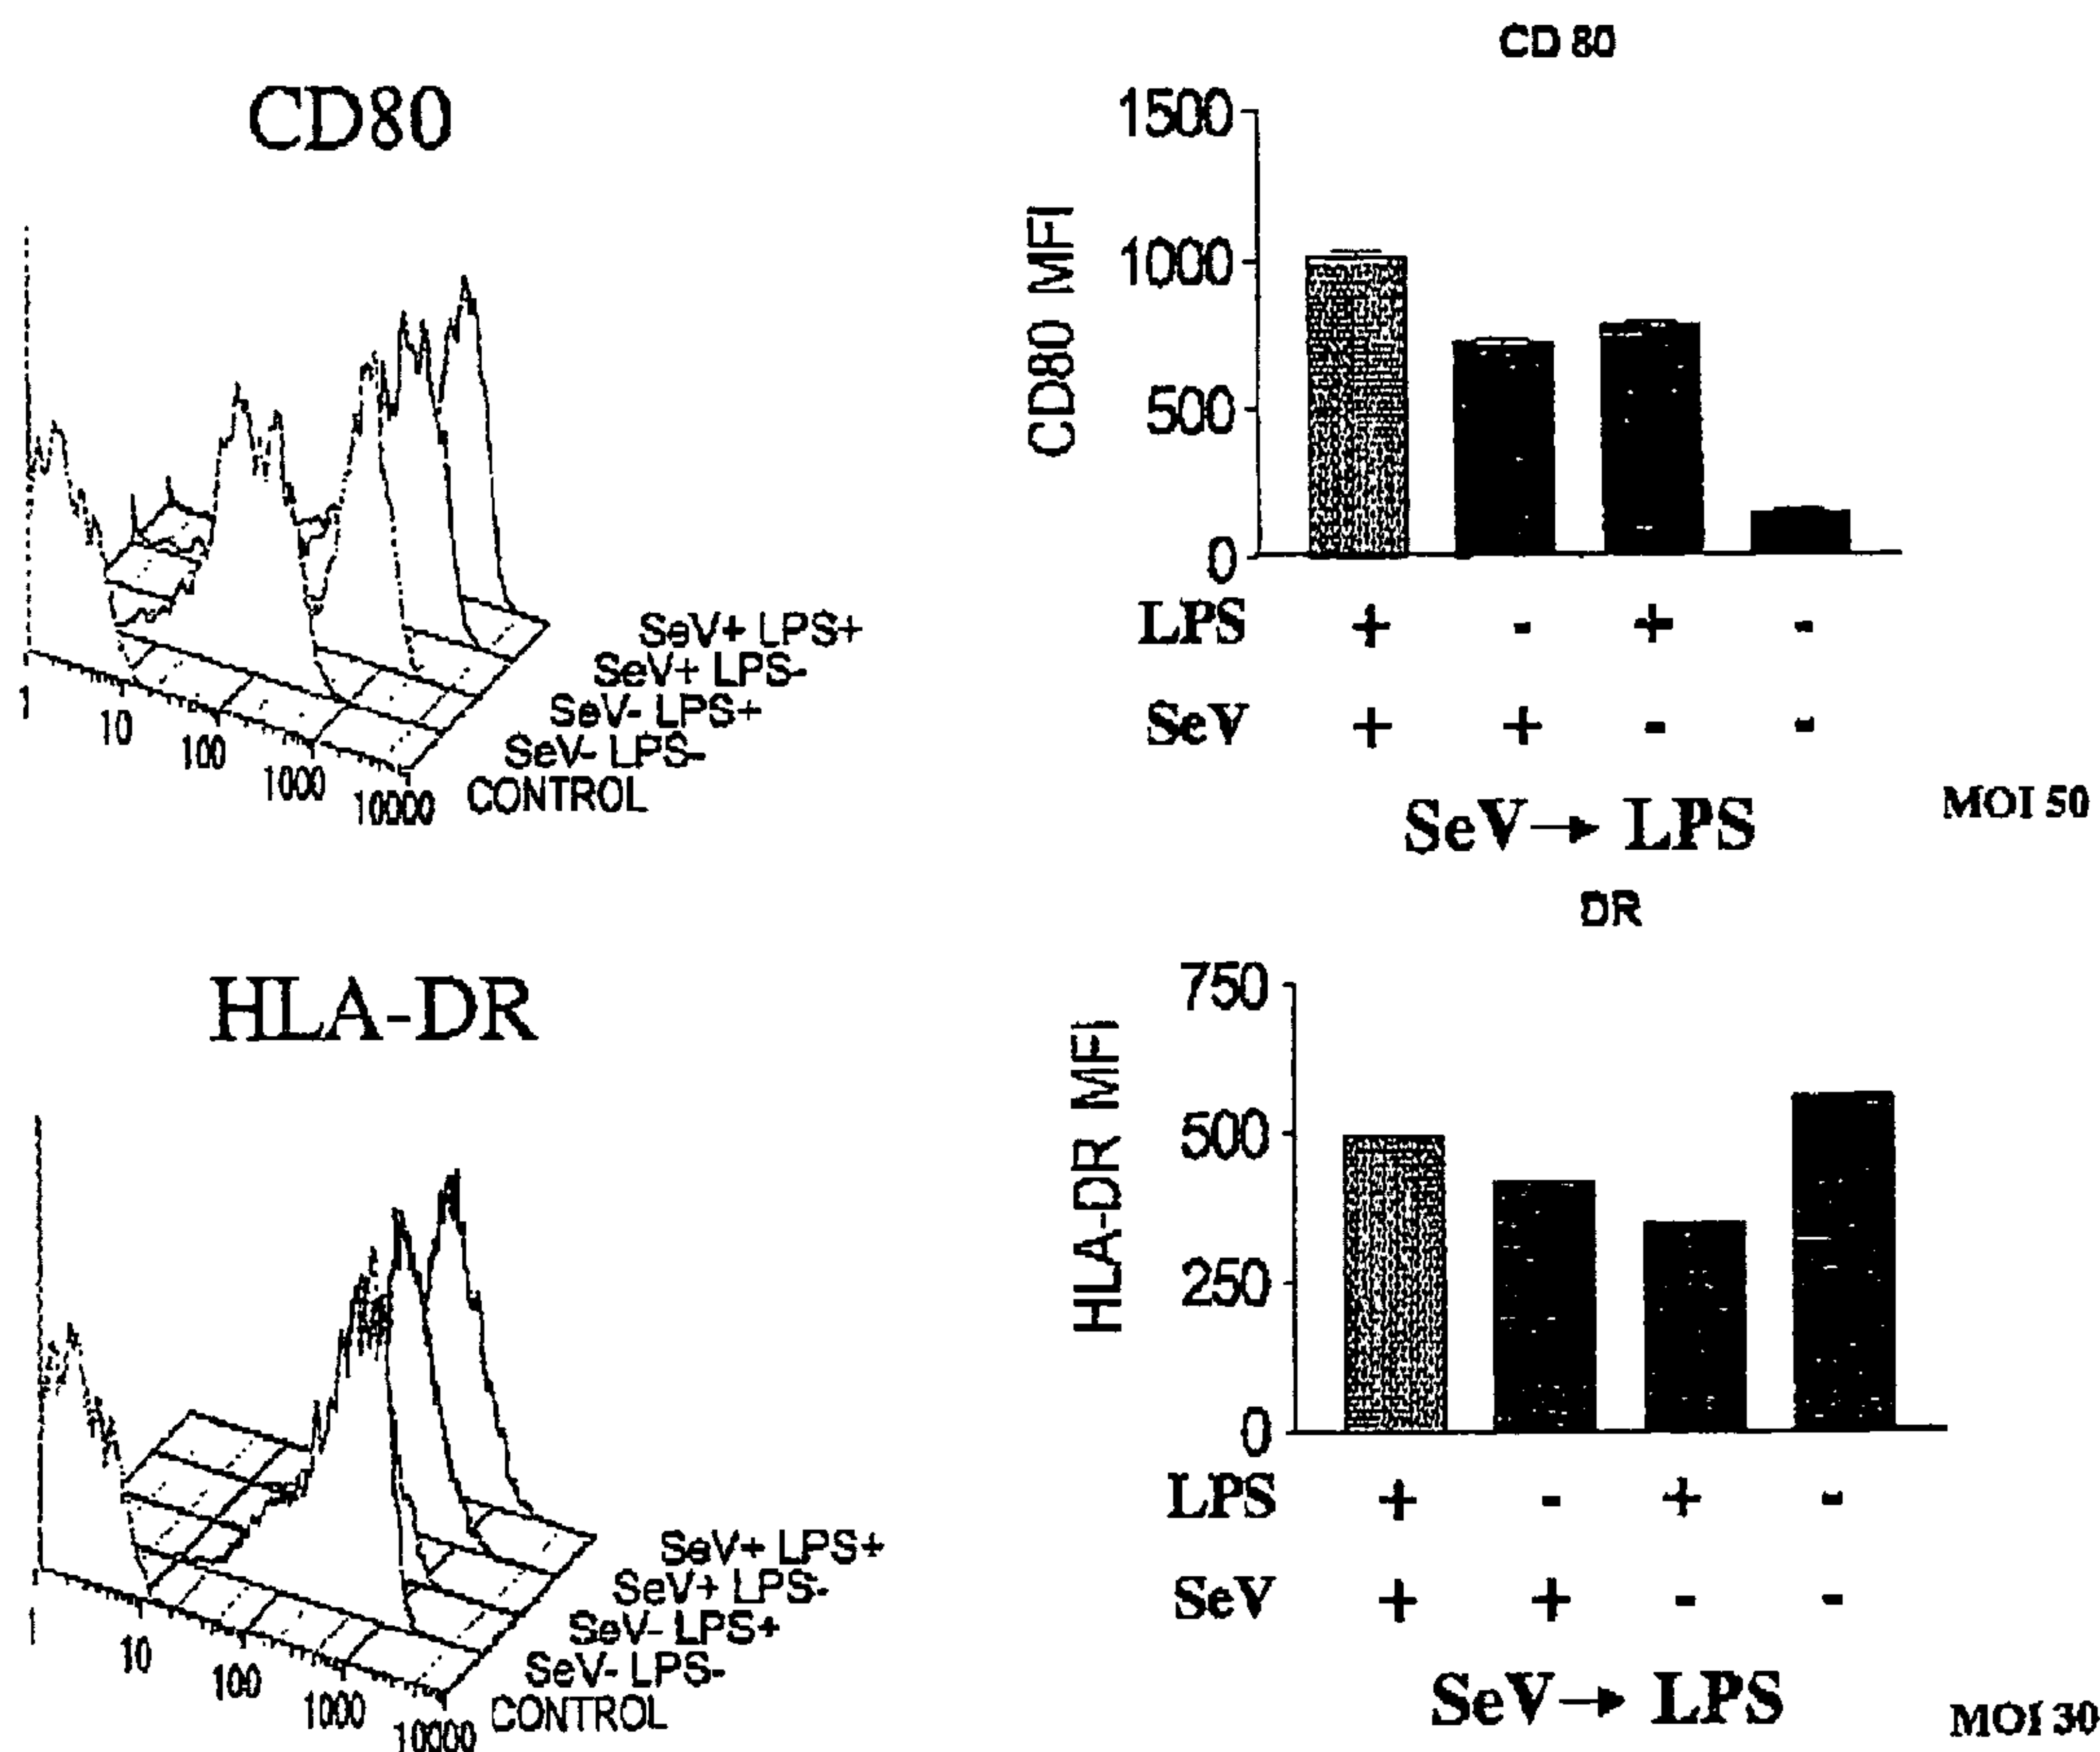 CD80
SeV+ LPS+
SeV+ LPS-
SeV- LPS+
SeV- LPS-
CONTROL
1
10
100
1000
10000
CD 80
CD80 MFI
1500
1000
500
0
LPS + - + -
SeV + + - -
SeV→ LPS
MOI 50
HLA-DR
SeV+ LPS+
SeV+ LPS-
SeV- LPS+
SeV- LPS-
CONTROL
1
10
100
1000
10000
DR
HLA-DR MFI
750
500
250
0
LPS + - + -
SeV + + - -
SeV→ LPS
MOI 30